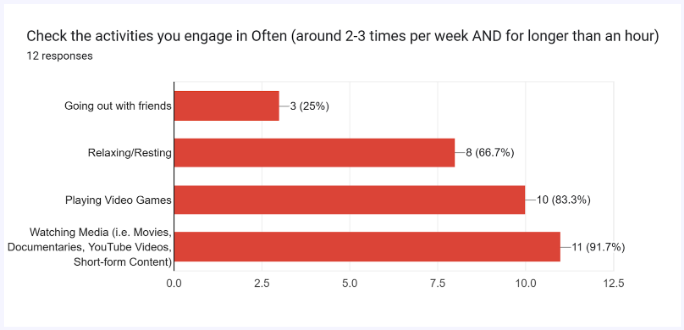 Check the activities you engage in Often (around 2-3 times per week AND for longer than an hour)
12 responses
Going out with friends
3 (25%)
Relaxing/Resting
8 (66.7%)
Playing Video Games
10 (83.3%)
Watching Media (i.e. Movies,
Documentaries, YouTube Videos,
Short-form Content)
11 (91.7%)
0.0 2.5 5.0 7.5 10.0 12.5